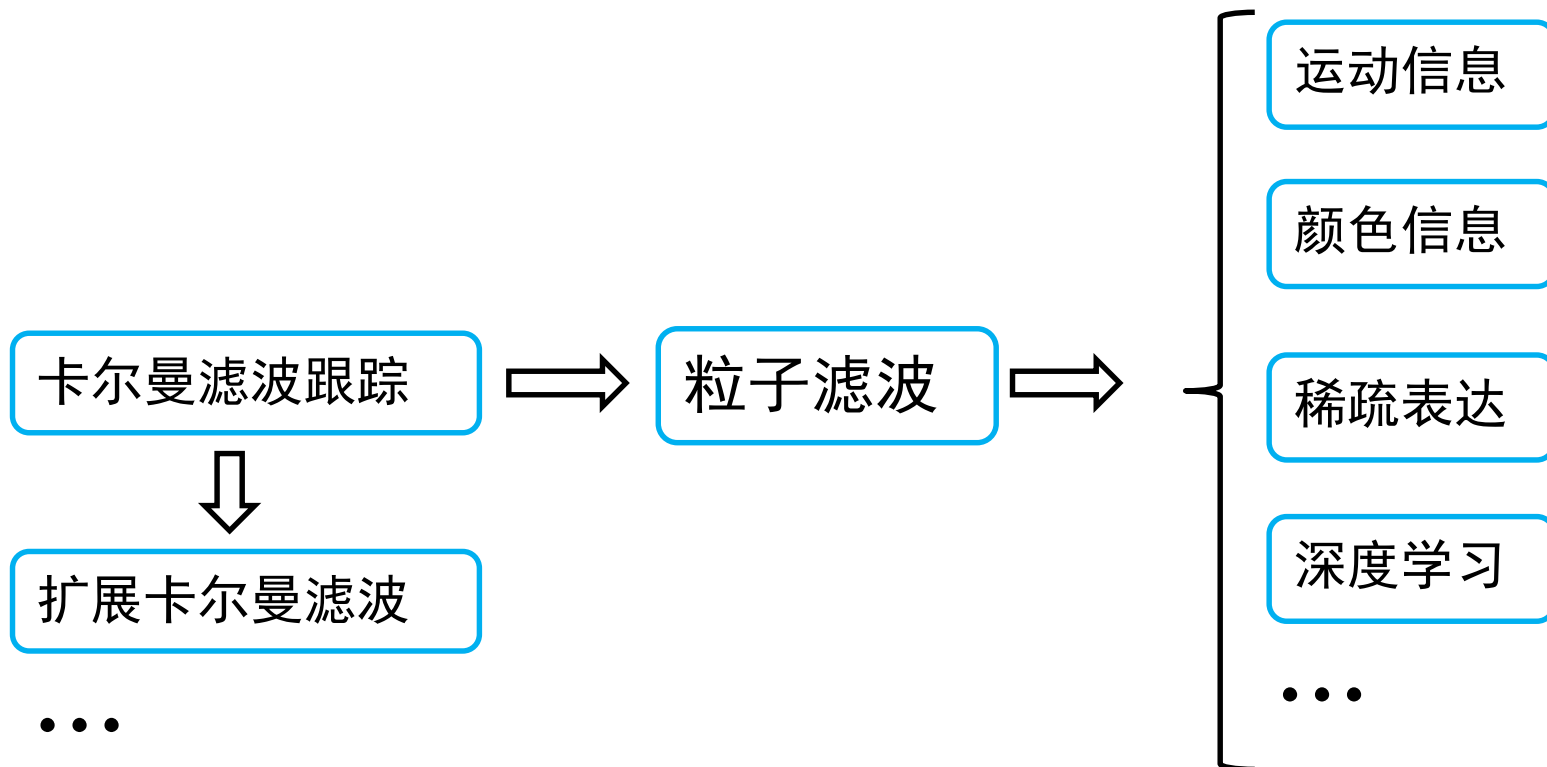 卡尔曼滤波跟踪
扩展卡尔曼滤波
…
粒子滤波
运动信息
颜色信息
稀疏表达
深度学习
…